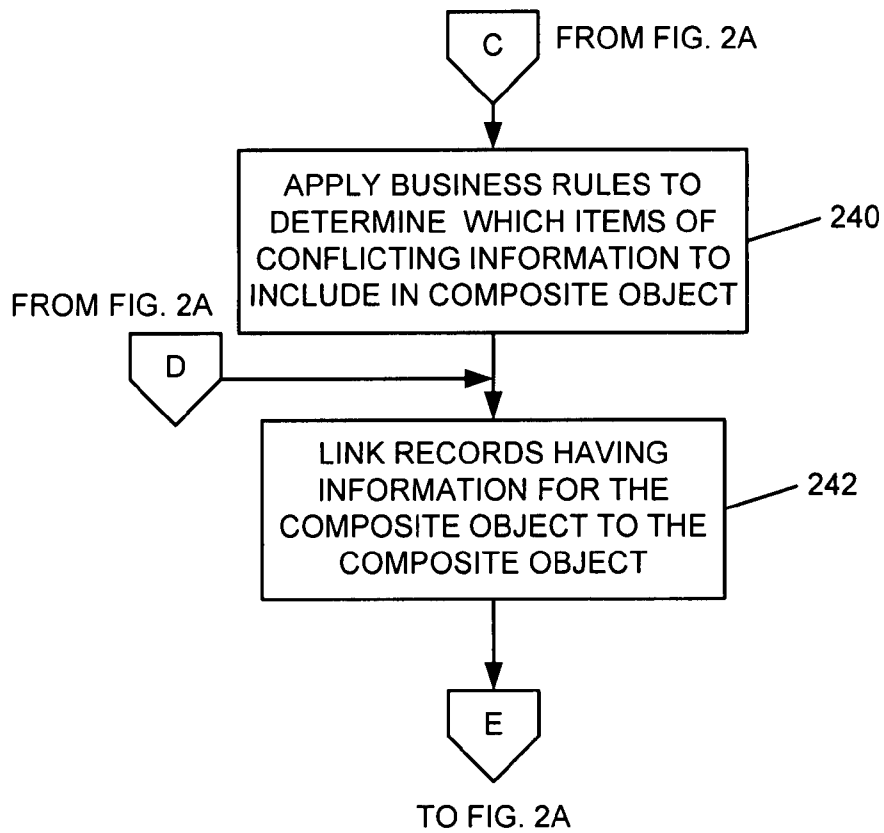 C
FROM FIG. 2A
APPLY BUSINESS RULES TO
DETERMINE WHICH ITEMS OF
CONFLICTING INFORMATION TO
INCLUDE IN COMPOSITE OBJECT
240
FROM FIG. 2A
D
LINK RECORDS HAVING
INFORMATION FOR THE
COMPOSITE OBJECT TO THE
COMPOSITE OBJECT
242
E
TO FIG. 2A